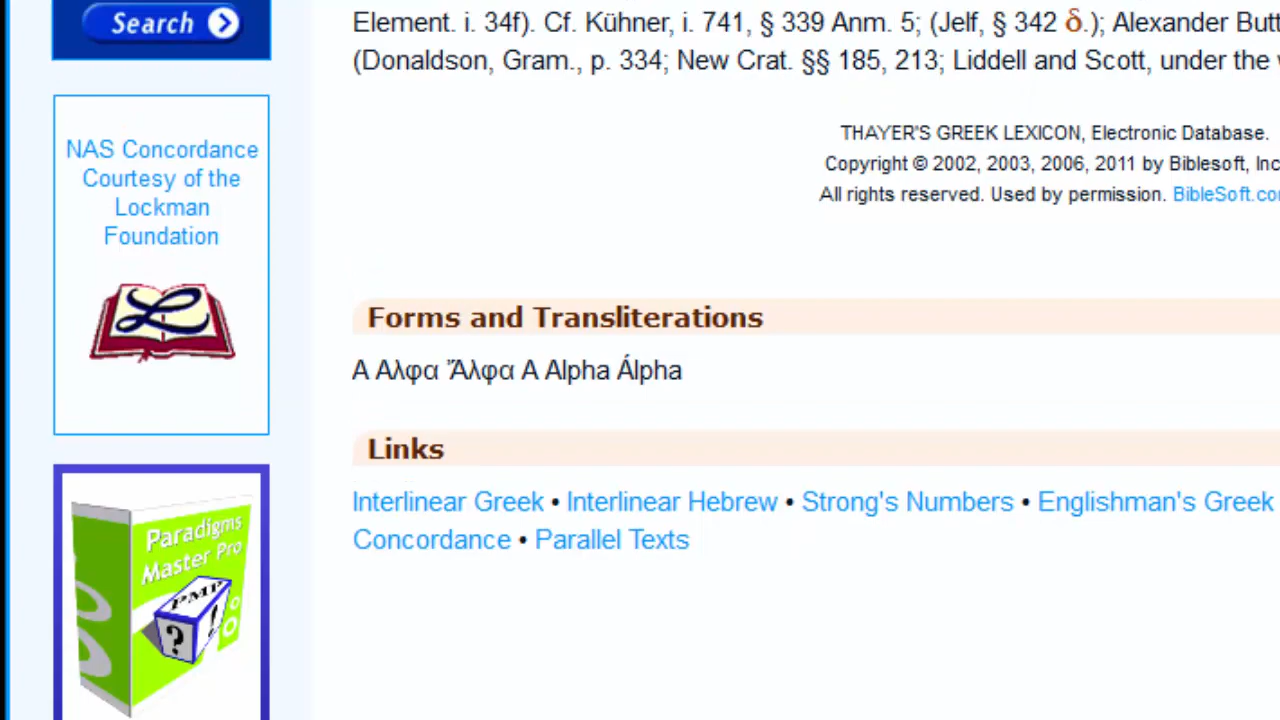 Search
Element. i. 34f). Cf. Kühner, i. 741, § 339 Anm. 5; (Jelf, § 342 δ.); Alexander
(Donaldson, Gram., p. 334; New Crat. §§ 185, 213; Liddell and Scott, under the
NAS Concordance
Courtesy of the
Lockman
Foundation
THAYER'S GREEK LEXICON, Electronic Database.
Copyright © 2002, 2003, 2006, 2011 by Biblesoft, Inc
All rights reserved. Used by permission. BibleSoft.co
Forms and Transliterations
Α Αλφα Ἄλφα A Alpha Álpha
Links
Interlinear Greek • Interlinear Hebrew • Strong's Numbers • Englishman's Greek
Concordance • Parallel Texts
Paradigms
Master Pro
PMP
? !